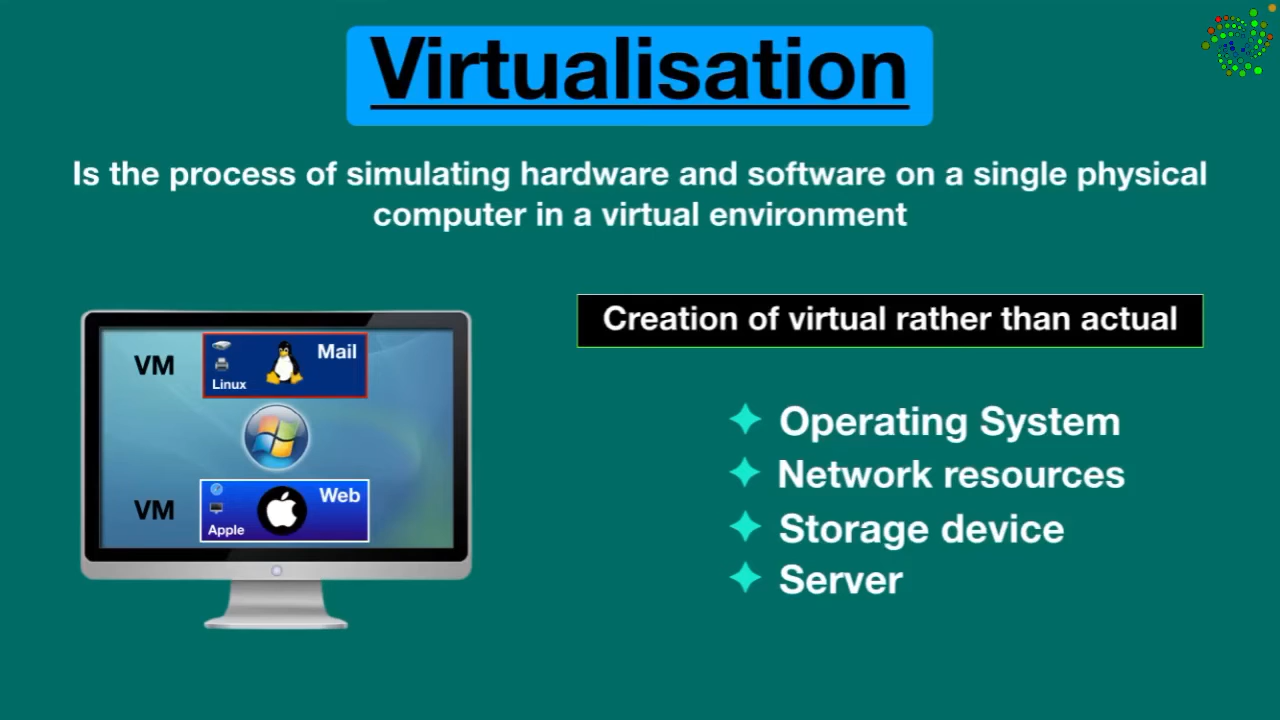 Virtualisation
Is the process of simulating hardware and software on a single physical
computer in a virtual environment
Creation of virtual rather than actual
VM
Mail
Linux
VM
Web
Apple
Operating System
Network resources
Storage device
Server